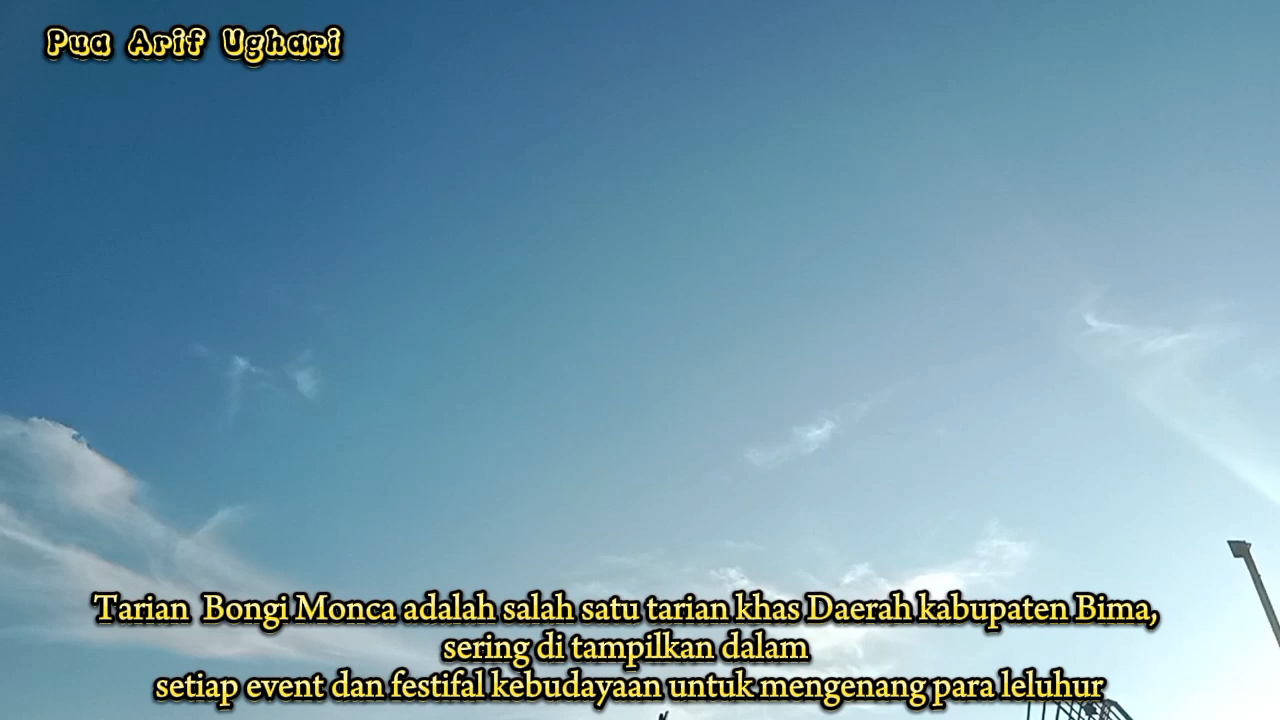 Pua Arif Ughari
Tarian Bongi Monca adalah salah satu tarian khas Daerah kabupaten Bima,
sering di tampilkan dalam
setiap event dan festifal kebudayaan untuk mengenang para leluhur